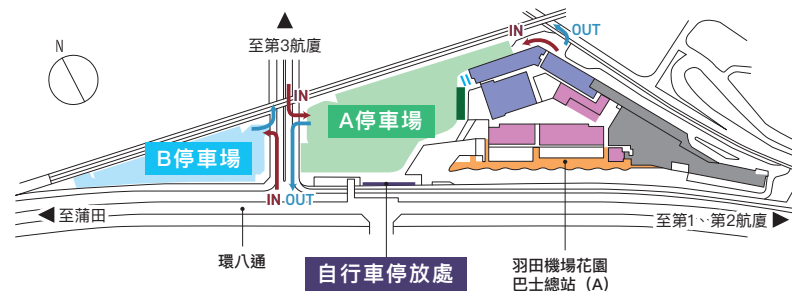 N
至第3航廈
IN
OUT
IN
A停車場
B停車場
IN OUT
至蒲田
至第1、第2航廈
環八通
自行車停放處
羽田機場花園
巴士總站（A）